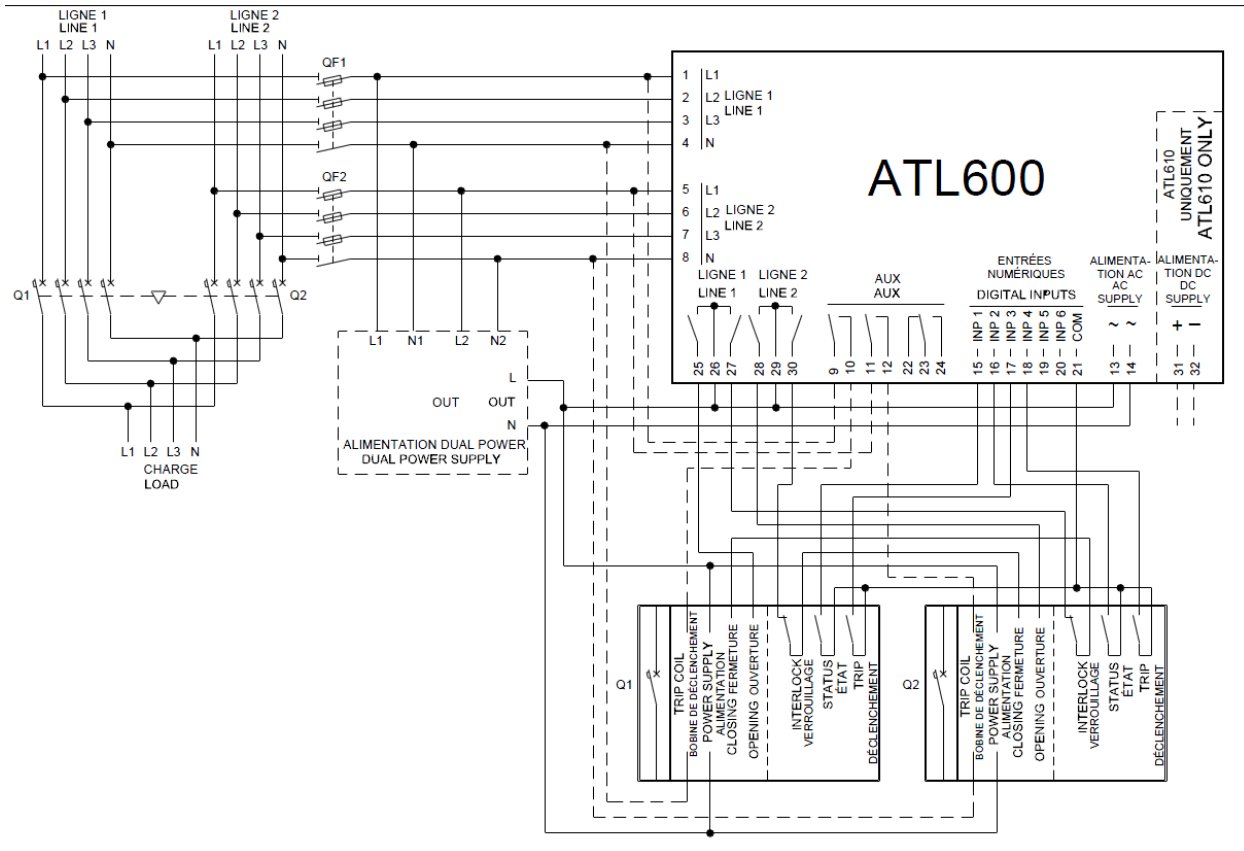 LIGNE 1
LINE 1
L1 L2 L3 N
LIGNE 2
LINE 2
L1 L2 L3 N
QF1
QF2
Q1
Q2
L1 L2 L3 N
CHARGE
LOAD
L1 N1 L2 N2
L
OUT OUT
N
ALIMENTATION DUAL POWER
DUAL POWER SUPPLY
1 L1
2 L2 LIGNE 1
3 L3 LINE 1
4 N
5 L1
6 L2 LIGNE 2
7 L3 LINE 2
8 N
ATL600
ATL610
UNIQUEMENT
ATL610 ONLY
LIGNE 1
LINE 1
LIGNE 2
LINE 2
AUX
AUX
ENTRÉES
NUMÉRIQUES
DIGITAL INPUTS
ALIMENTA-
TION AC
AC
SUPPLY
ALIMENTA-
TION DC
DC
SUPPLY
25 26 27 28 29 30
9 10 11 12 22 23 24
15 - INP 1
16 - INP 2
17 - INP 3
18 - INP 4
19 - INP 5
20 - INP 6
21 - COM
13 ~
14 ~
31 +
32 –
Q1
TRIP COIL
BOBINE DE DÉCLENCHEMENT
POWER SUPPLY
ALIMENTATION
CLOSING FERMETURE
OPENING OUVERTURE
INTERLOCK
VERROUILLAGE
STATUS
ÉTAT
TRIP
DÉCLENCHEMENT
Q2
TRIP COIL
BOBINE DE DÉCLENCHEMENT
POWER SUPPLY
ALIMENTATION
CLOSING FERMETURE
OPENING OUVERTURE
INTERLOCK
VERROUILLAGE
STATUS
ÉTAT
TRIP
DÉCLENCHEMENT